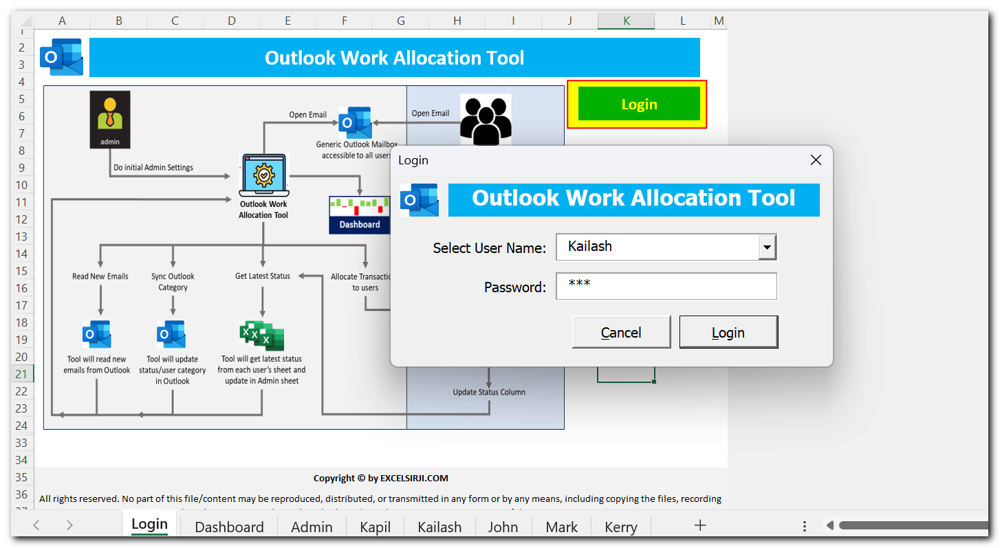 A B C D E F G H I J K L M
1
2
3
4
5
6
7
8
9
10
11
12
13
14
15
16
17
18
19
20
21
22
23
24
33
34
35
36
Outlook Work Allocation Tool
Login
admin
Do initial Admin Settings
Open Email
Open Email
Generic Outlook Mailbox
accessible to all users
Outlook Work
Allocation Tool
Dashboard
Read New Emails
Sync Outlook
Category
Get Latest Status
Allocate
to users
Tool will read new
emails from Outlook
Tool will update
status/user category
in Outlook
Tool will get latest status
from each user's sheet and
update in Admin sheet
Update Status Column
Login
Outlook Work Allocation Tool
Select User Name: Kailash
Password: ***
Cancel Login
Copyright © by EXCELSIRJI.COM
All rights reserved. No part of this file/content may be reproduced, distributed, or transmitted in any form or by any means, including copying the files, recording
Login Dashboard Admin Kapil Kailash John Mark Kerry